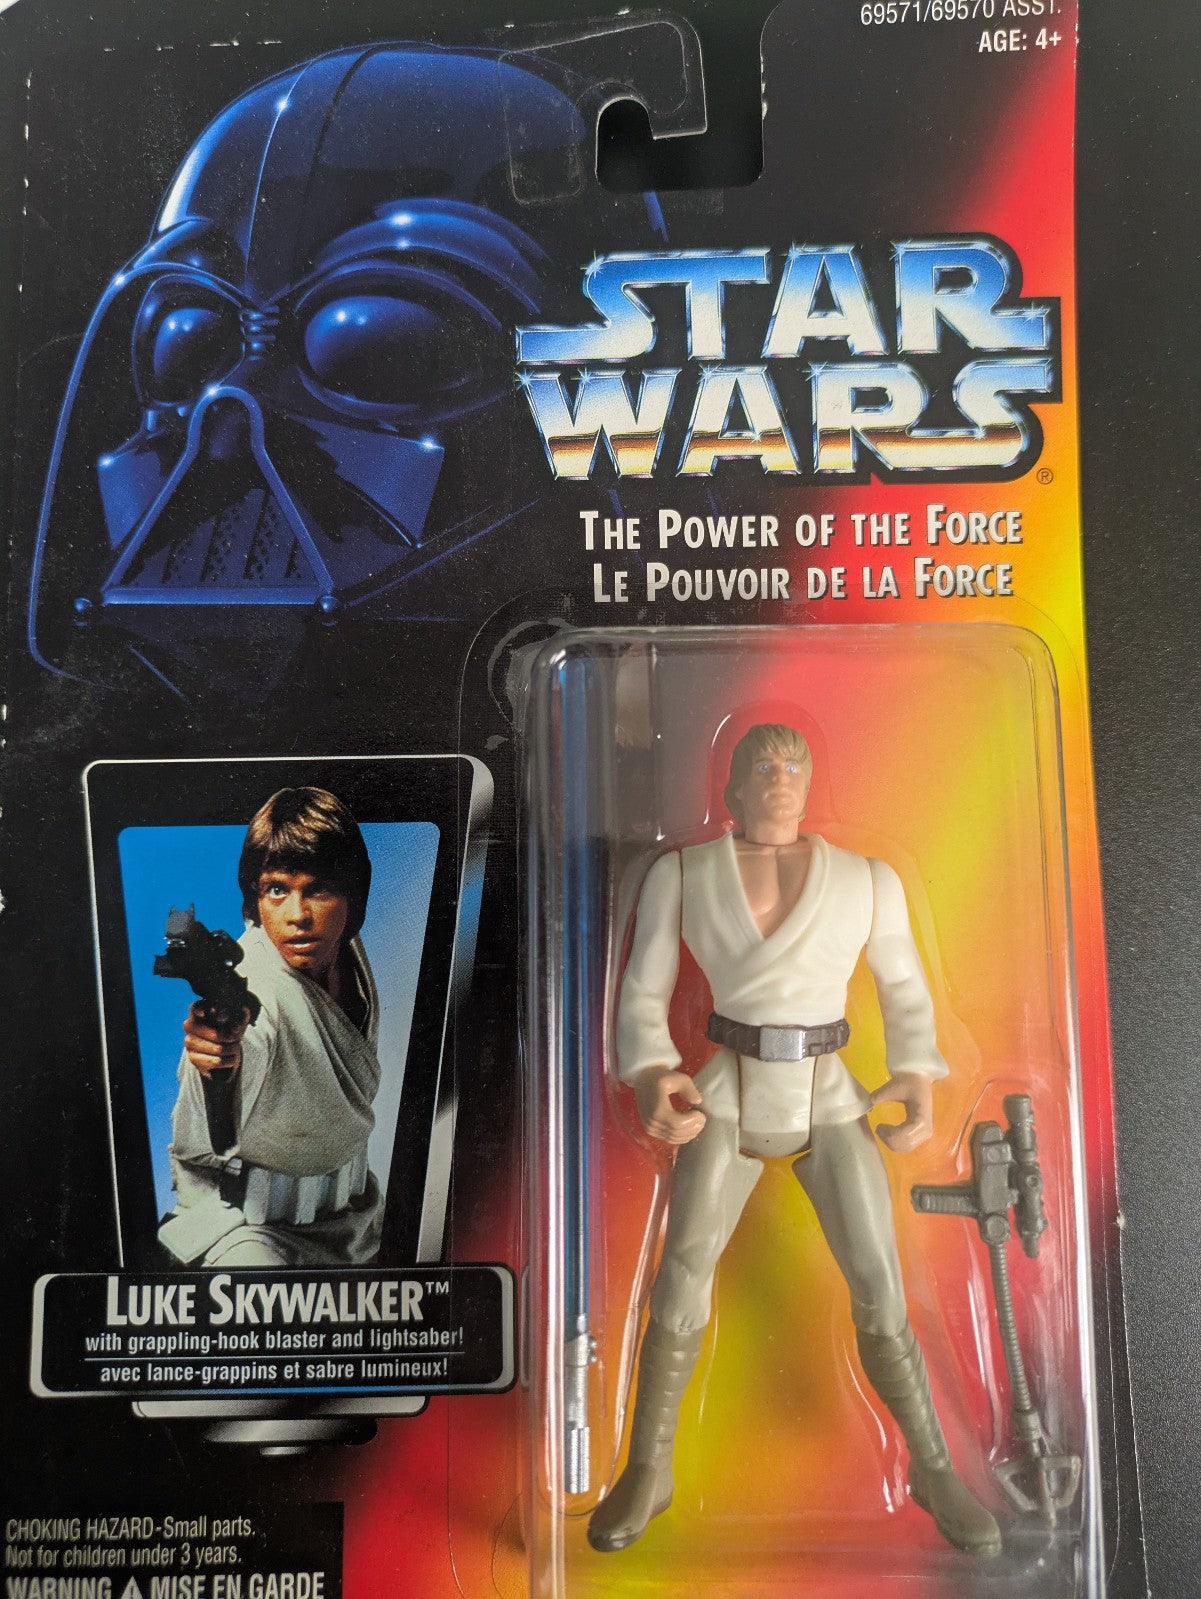 69571/69570 ASST.
AGE: 4+
STAR
WARS®
THE POWER OF THE FORCE
LE POUVOIR DE LA FORCE
LUKE SKYWALKER™
with grappling-hook blaster and lightsaber!
avec lance-grappins et sabre lumineux!
CHOKING HAZARD-Small parts.
Not for children under 3 years.
WARNING ⚠ MISE EN GARDE